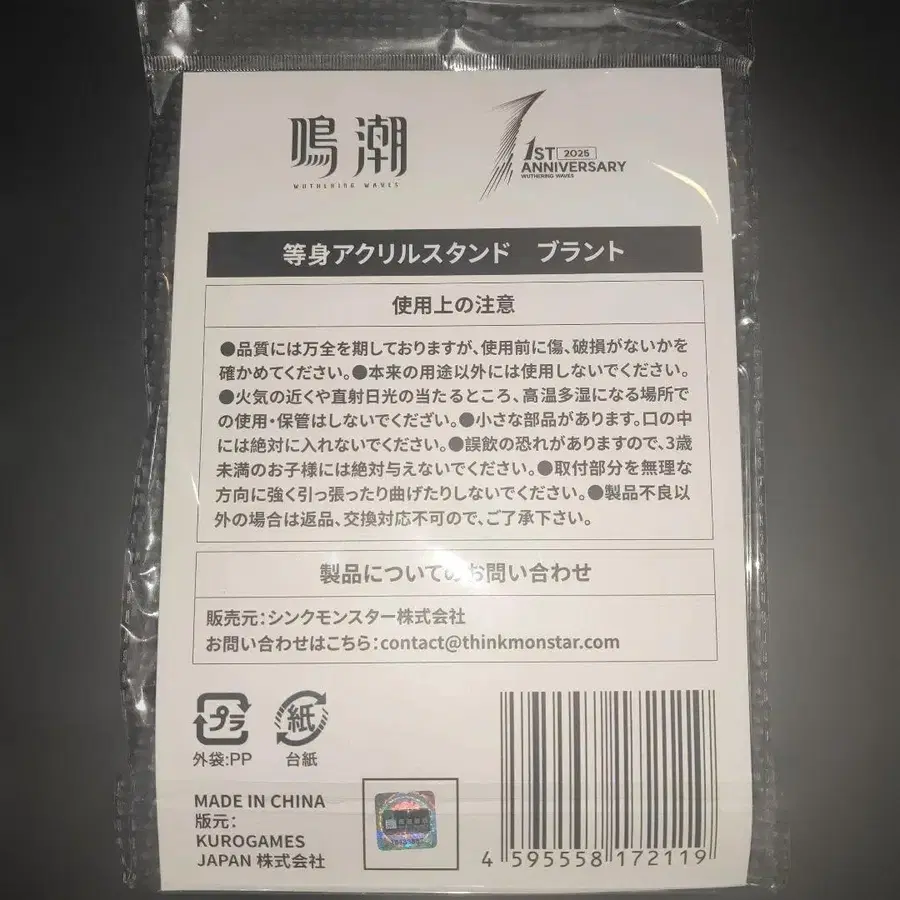 鳴潮
WUTHERING WAVES
1ST 2025
ANNIVERSARY
WUTHERING WAVES
等身アクリルスタンド　ブラント
使用上の注意
●品質には万全を期しておりますが、使用前に傷、破損がないかを
確かめてください。●本来の用途以外には使用しないでください。
●火気の近くや直射日光の当たるところ、高温多湿になる場所で
の使用・保管はしないでくださぃ。●小さな部品があります。口の中
には絶対に入れないでください。●誤飲の恐れがありますので、3歳
未満のお子様には絶対与えないでください。●取付部分を無理な
方向に強く引っ張ったり曲げたりしないでください。●製品不良以
外の場合は返品、交換対応不可ので、ご了承下さい。
製品についてのお問い合わせ
販売元：シンクモンスター株式会社
お問い合わせはこちら：contact@thinkmonstar.com
プラ
紙
外袋:PP
台紙
MADE IN CHINA
版元：
KUROGAMES
JAPAN 株式会社
4 595558 172119